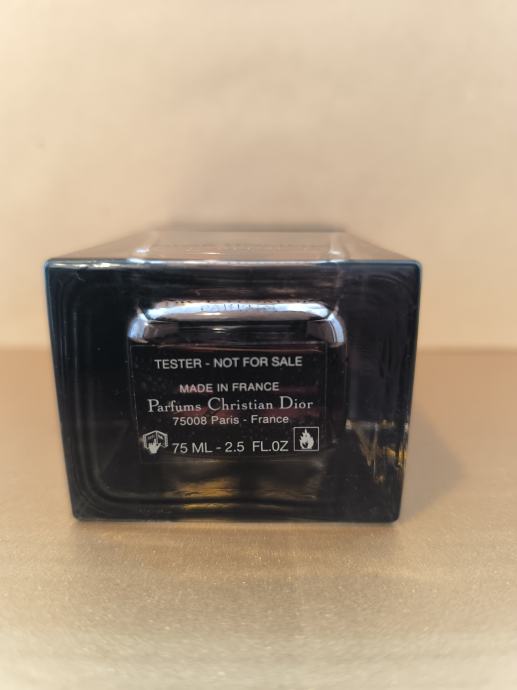 TESTER - NOT FOR SALE
MADE IN FRANCE
Parfums Christian Dior
75008 Paris - France
75 ML - 2.5 FL.OZ